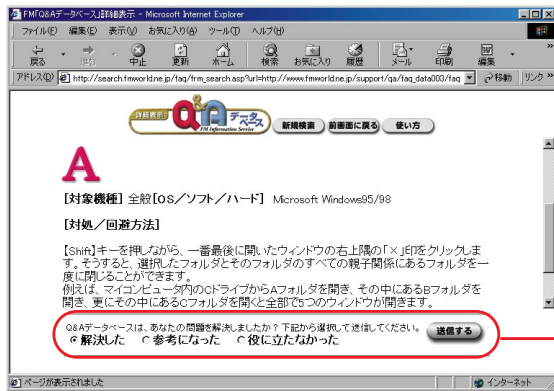 FM「Q&Aデータベース」詳細表示 - Microsoft Internet Explorer
ファイル(F) 編集(E) 表示(V) お気に入り(A) ツール(T) ヘルプ(H)
戻る 進む 中止 更新 ホーム 検索 お気に入り 履歴 メール 印刷 編集 »
アドレス(D) http://search.fmworld.ne.jp/faq/frm_search.asp?url=http://www.fmworld.ne.jp/support/qa/faq_data003/faq 移動 リンク »
詳細表示 Q&A データベース FM Information Service 新規検索 前画面に戻る 使い方
A
[対象機種] 全般[OS/ソフト/ハード] Microsoft Windows95/98
[対処/回避方法]
【Shift】キーを押しながら、一番最後に開いたウィンドウの右上隅の「×」印をクリックしま
す。そうすると、選択したフォルダとそのフォルダのすべての親子関係にあるフォルダを一
度に閉じることができます。
例えば、マイコンピュータ内のCドライブからAフォルダを開き、その中にあるBフォルダを
開き、更にその中にあるCフォルダを開くと全部で5つのウィンドウが開きます。
Q&Aデータベースは、あなたの問題を解決しましたか?下記から選択して送信してください。 送信する
解決した 参考になった 役に立たなかった
ページが表示されました インターネット